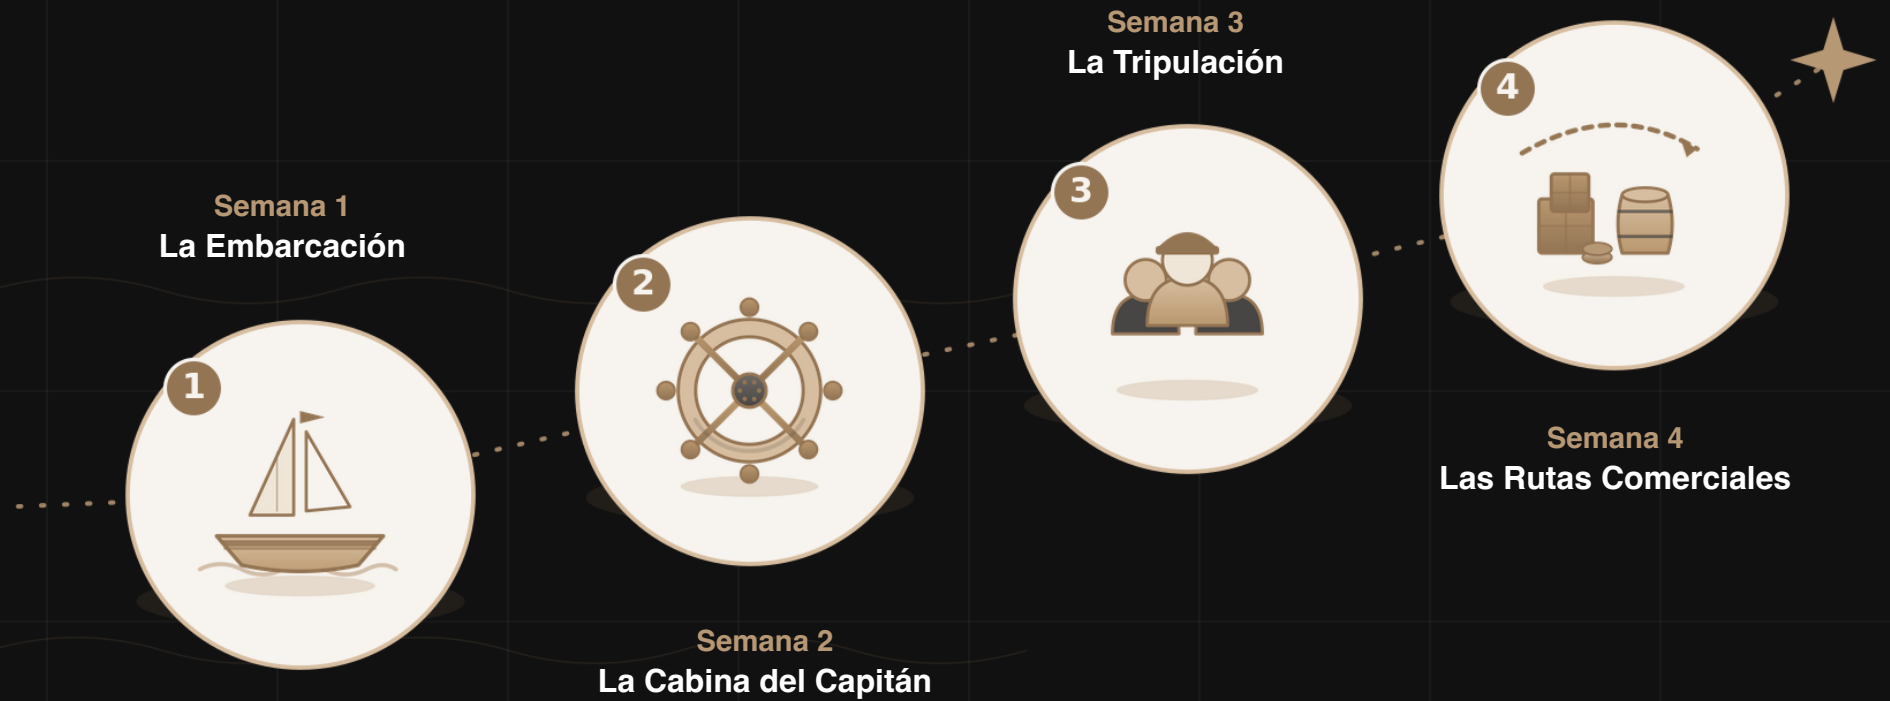 Semana 1
La Embarcación
1
2
Semana 2
La Cabina del Capitán
Semana 3
La Tripulación
3
4
Semana 4
Las Rutas Comerciales